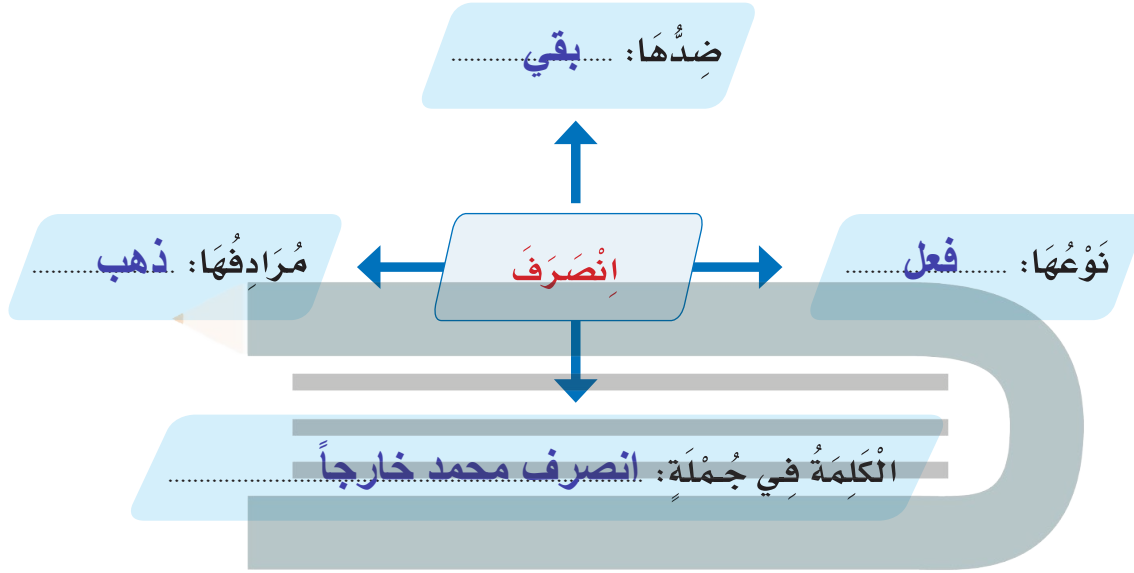 ضِدُّهَا: بقي
نَوْعُهَا: فعل
اِنْصَرَفَ
مُرَادِفُهَا: ذهب
الْكَلِمَةُ فِي جُمْلَةٍ: انصرف محمد خارجاً